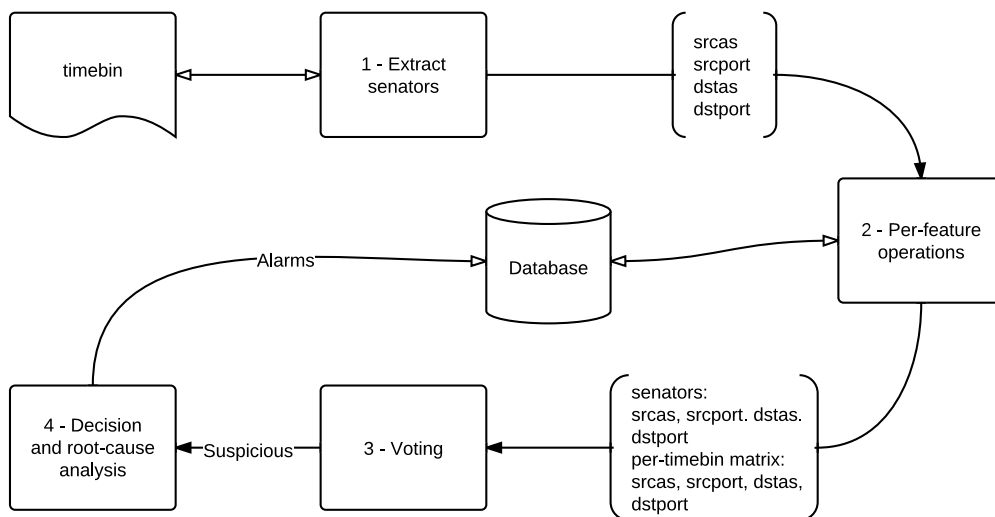 timebin
1 - Extract
senators
srcas
srcport
dstas
dstport
2 - Per-feature
operations
Alarms
Database
4 - Decision
and root-cause
analysis
Suspicious
3 - Voting
senators:
srcas, srcport. dstas.
dstport
per-timebin matrix:
srcas, srcport, dstas,
dstport